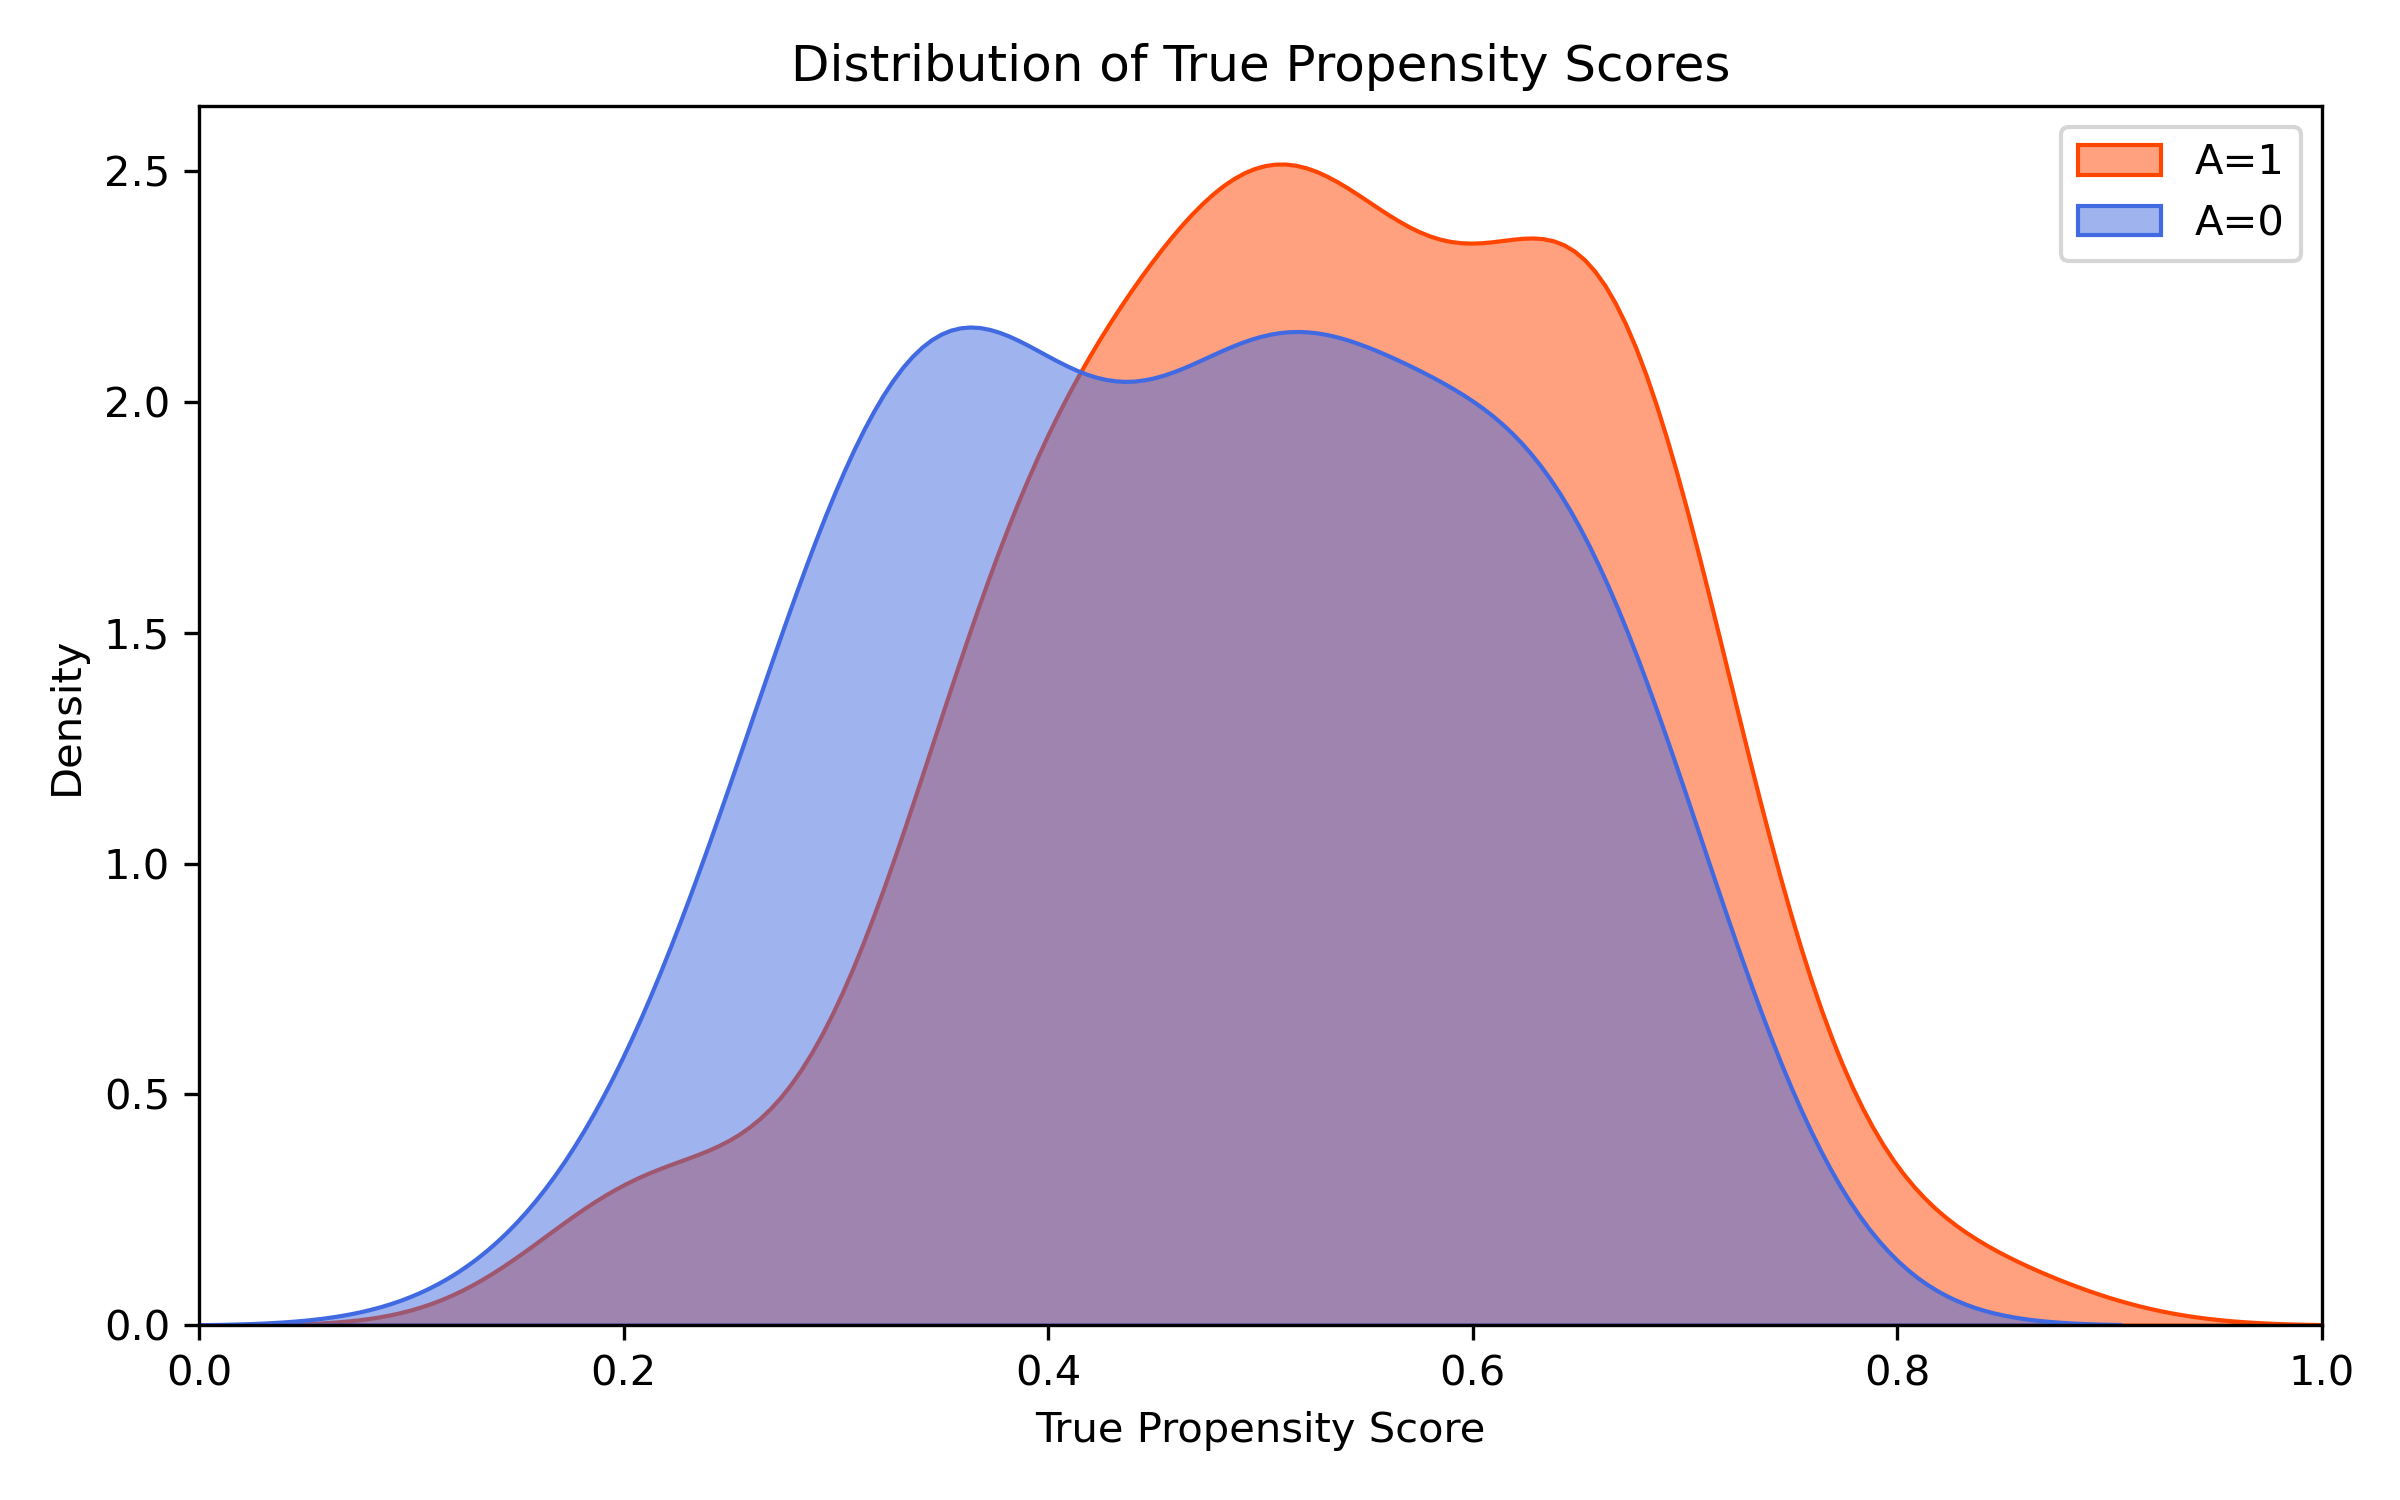 Distribution of True Propensity Scores
A=1
A=0
Density
2.5
2.0
1.5
1.0
0.5
0.0
0.0 0.2 0.4 0.6 0.8 1.0
True Propensity Score